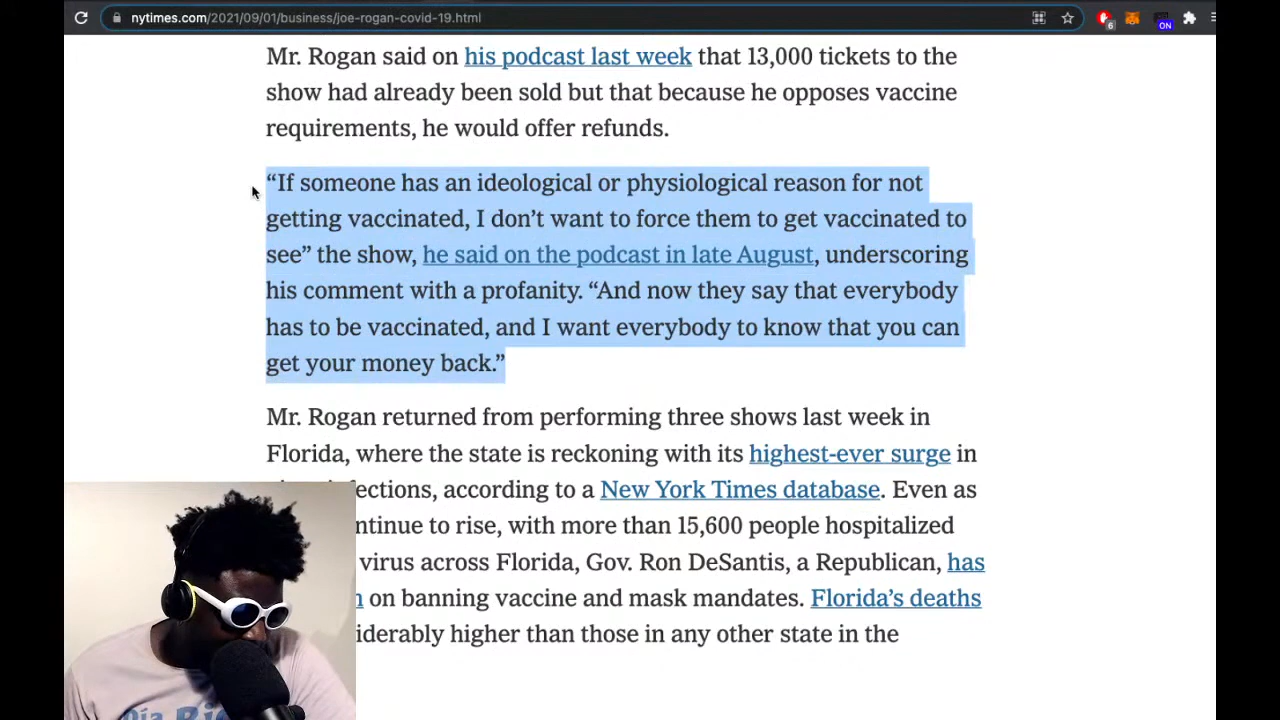 nytimes.com/2021/09/01/business/joe-rogan-covid-19.html
6
ON
Mr. Rogan said on his podcast last week that 13,000 tickets to the
show had already been sold but that because he opposes vaccine
requirements, he would offer refunds.
“If someone has an ideological or physiological reason for not
getting vaccinated, I don’t want to force them to get vaccinated to
see” the show, he said on the podcast in late August, underscoring
his comment with a profanity. “And now they say that everybody
has to be vaccinated, and I want everybody to know that you can
get your money back.”
Mr. Rogan returned from performing three shows last week in
Florida, where the state is reckoning with its highest-ever surge in
ections, according to a New York Times database. Even as
ntinue to rise, with more than 15,600 people hospitalized
virus across Florida, Gov. Ron DeSantis, a Republican, has
on banning vaccine and mask mandates. Florida’s deaths
iderably higher than those in any other state in the